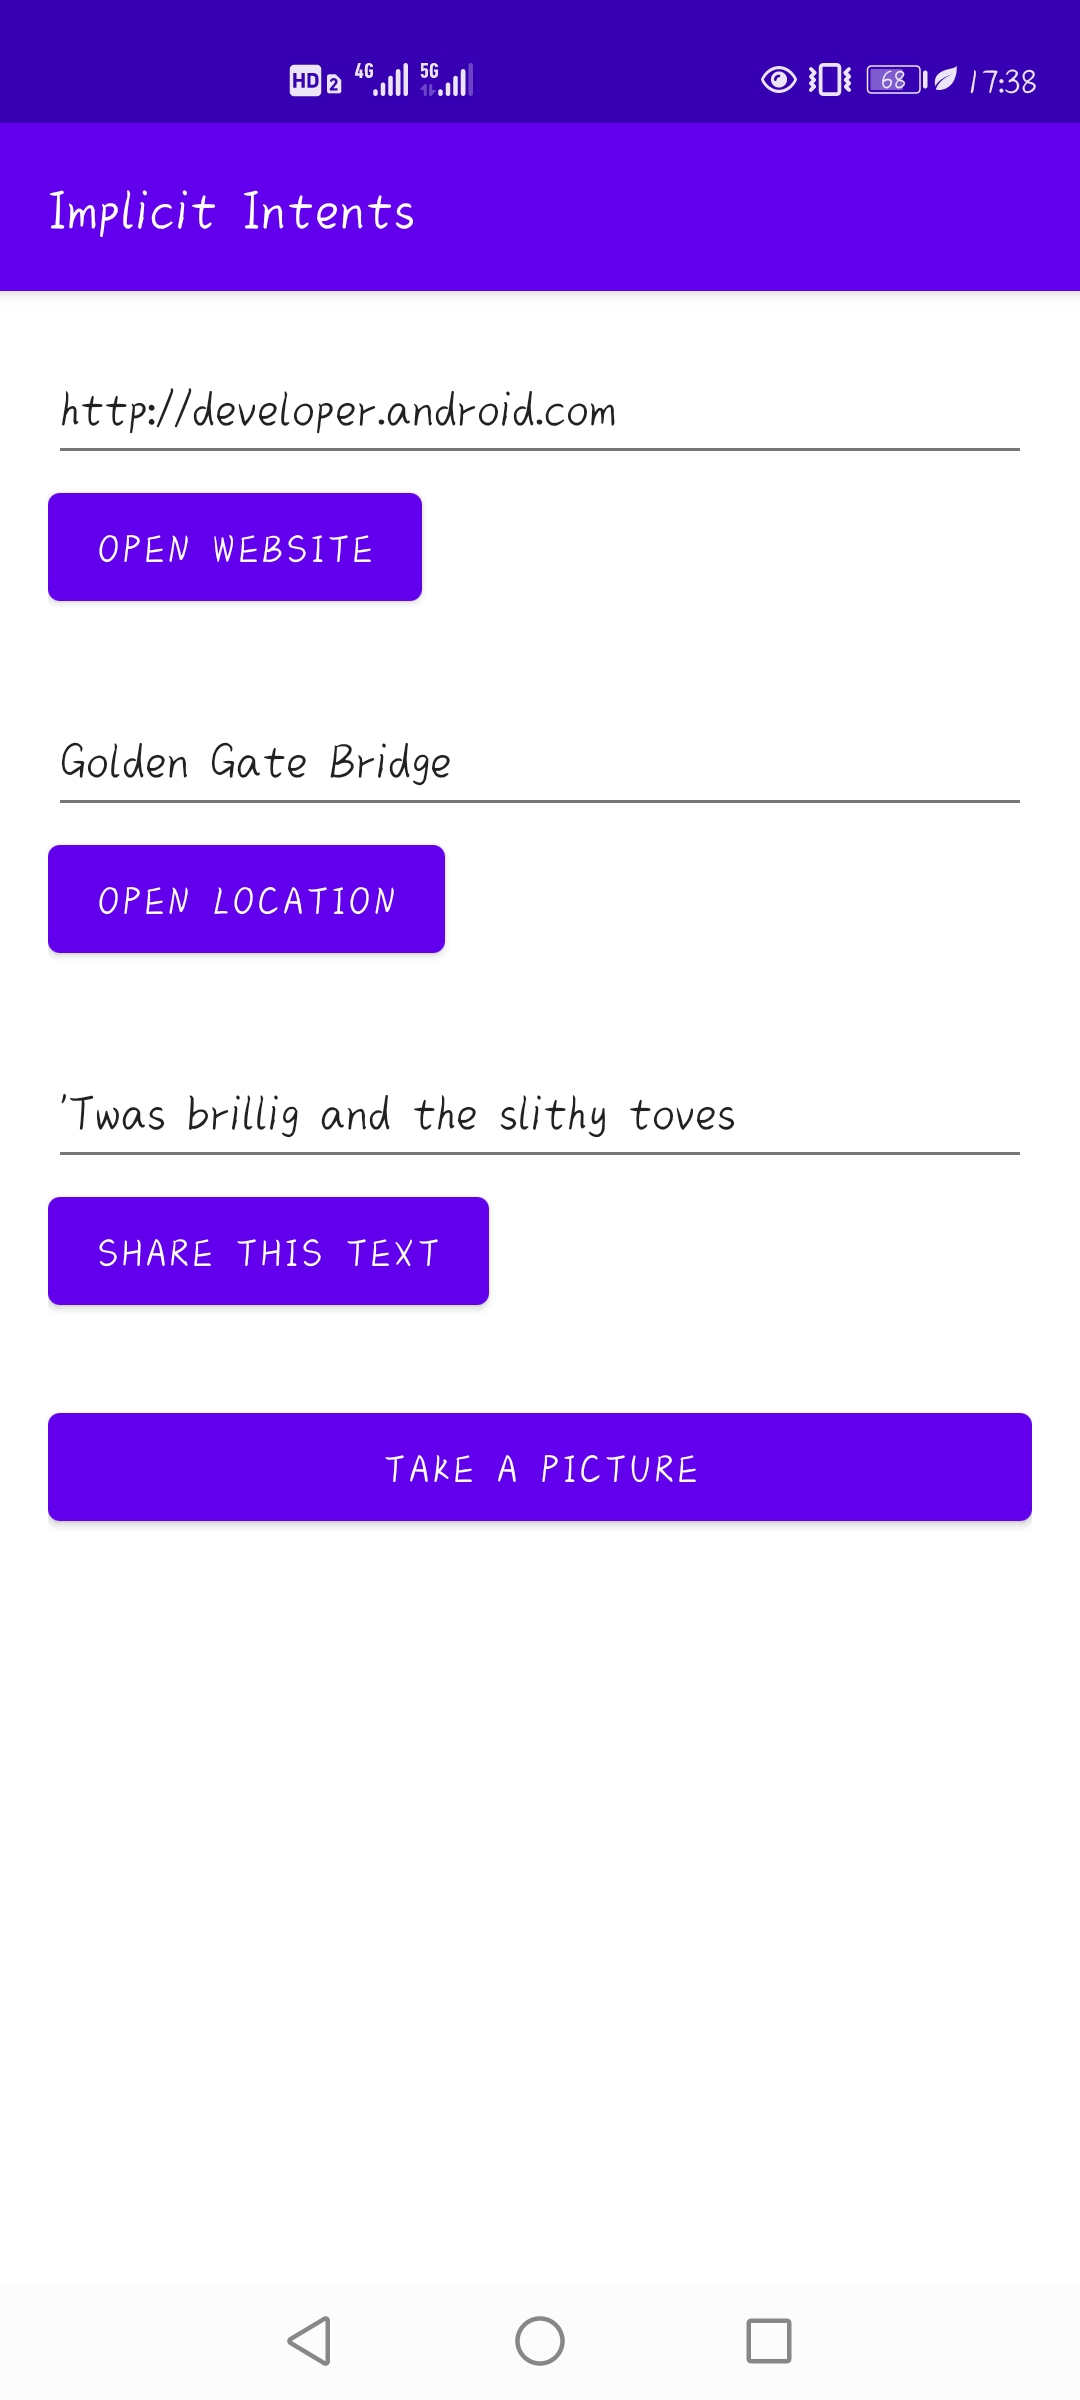 HD 2 4G 5G 68 17:38
Implicit Intents
http://developer.android.com
OPEN WEBSITE
Golden Gate Bridge
OPEN LOCATION
'Twas brillig and the slithy toves
SHARE THIS TEXT
TAKE A PICTURE